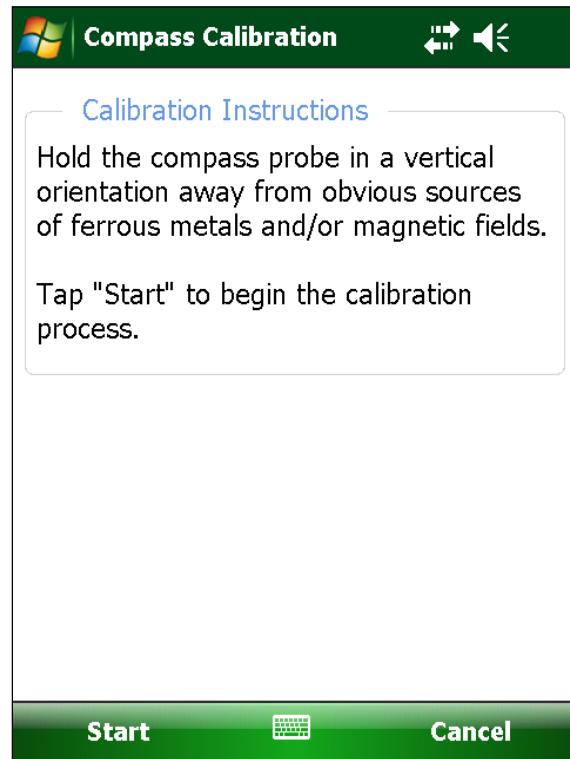 Compass Calibration
Calibration Instructions
Hold the compass probe in a vertical
orientation away from obvious sources
of ferrous metals and/or magnetic fields.
Tap "Start" to begin the calibration
process.
Start
Cancel